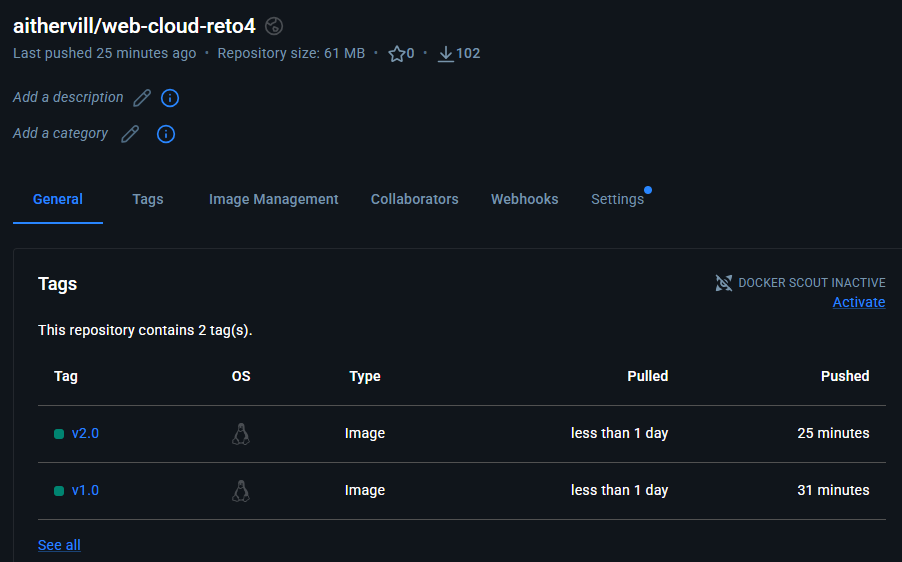 aithervill/web-cloud-reto4
Last pushed 25 minutes ago · Repository size: 61 MB · 0 · 102
Add a description
Add a category
General Tags Image Management Collaborators Webhooks Settings
Tags
DOCKER SCOUT INACTIVE
Activate
This repository contains 2 tag(s).
Tag OS Type Pulled Pushed
v2.0 Image less than 1 day 25 minutes
v1.0 Image less than 1 day 31 minutes
See all